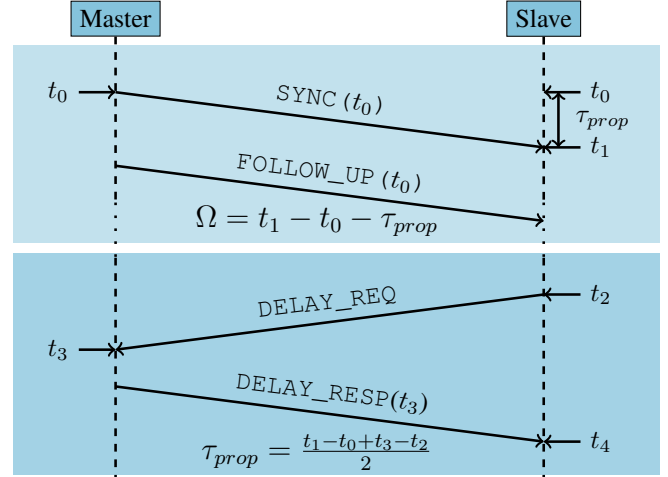 Master Slave
t₀ SYNC(t₀) t₀
τₚᵣₒₚ
t₁
FOLLOW_UP(t₀)
Ω = t₁ − t₀ − τₚᵣₒₚ
DELAY_REQ t₂
t₃
DELAY_RESP(t₃)
t₄
τₚᵣₒₚ = (t₁−t₀+t₃−t₂)/2